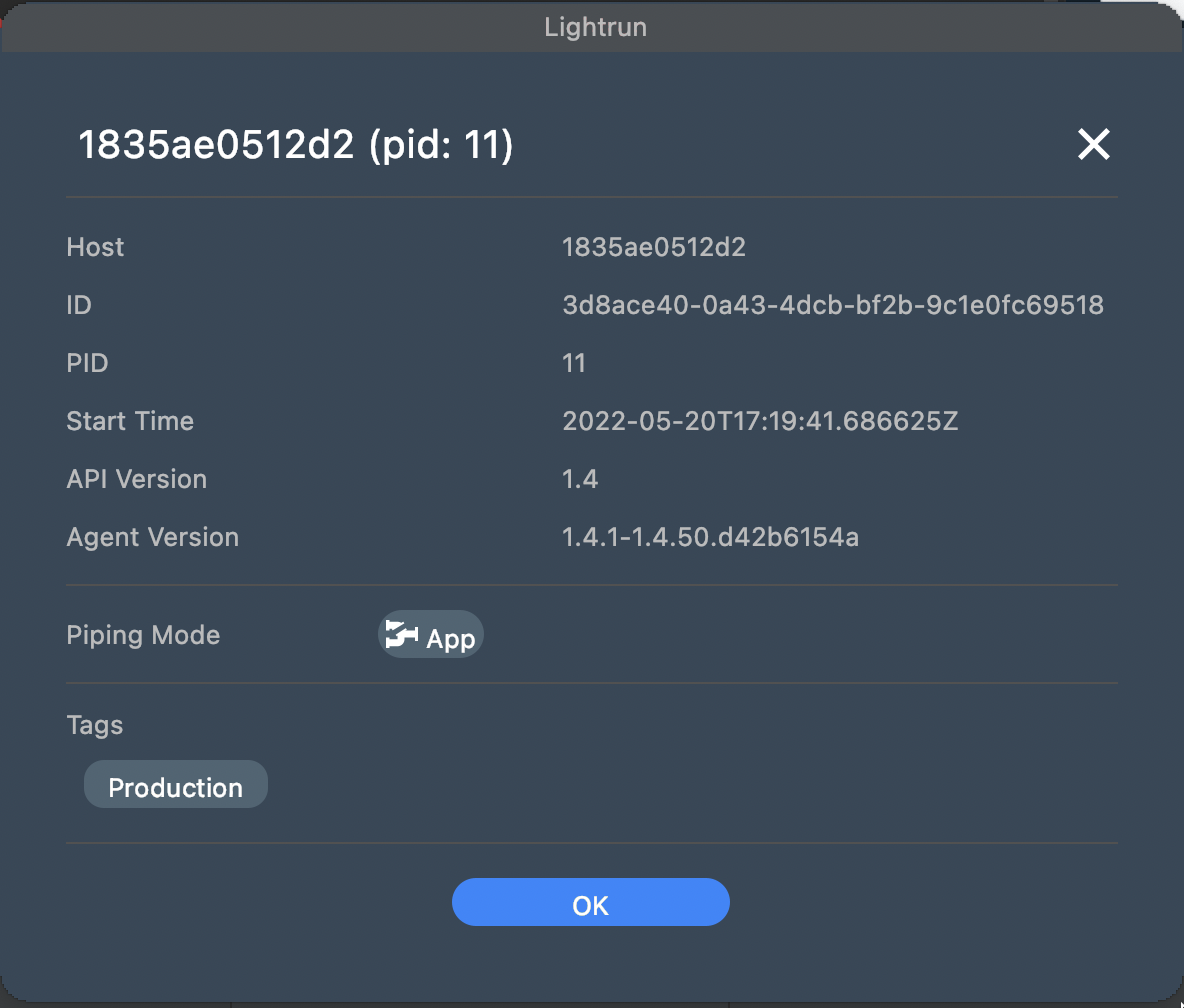 Lightrun
1835ae0512d2 (pid: 11)
Host 1835ae0512d2
ID 3d8ace40-0a43-4dcb-bf2b-9c1e0fc69518
PID 11
Start Time 2022-05-20T17:19:41.686625Z
API Version 1.4
Agent Version 1.4.1-1.4.50.d42b6154a
Piping Mode App
Tags
Production
OK